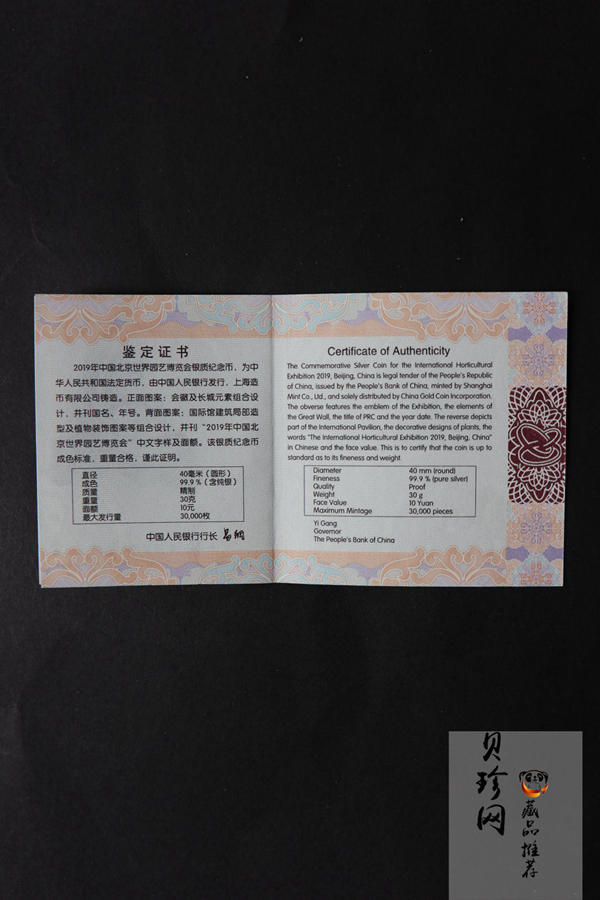 鉴定证书
2019年中国北京世界园艺博览会银质纪念币，为中
华人民共和国法定货币，由中国人民银行发行，上海造
币有限公司铸造。正面图案：会徽及长城元素组合设
计，并刊国名、年号。背面图案：国际馆建筑局部造
型及植物装饰图案等组合设计，并刊“2019年中国北
京世界园艺博览会”中文字样及面额。该银质纪念币
成色标准，重量合格，谨此证明。
直径 40毫米（圆形）
成色 99.9％（含纯银）
质量 精制
重量 30克
面额 10元
最大发行量 30,000枚
中国人民银行行长 易纲
Certificate of Authenticity
The Commemorative Silver Coin for the International Horticultural
Exhibition 2019, Beijing, China is legal tender of the People's Republic
of China, issued by the People's Bank of China, minted by Shanghai
Mint Co., Ltd., and solely distributed by China Gold Coin Incorporation.
The obverse features the emblem of the Exhibition, the elements of
the Great Wall, the title of PRC and the year date. The reverse depicts
part of the International Pavilion, the decorative designs of plants, the
words "The International Horticultural Exhibition 2019, Beijing, China"
in Chinese and the face value. This is to certify that the coin is up to
standard as to its fineness and weight.
Diameter 40 mm (round)
Fineness 99.9 % (pure silver)
Quality Proof
Weight 30 g
Face Value 10 Yuan
Maximum Mintage 30,000 pieces
Yi Gang
Governor
The People's Bank of China
贝珍网
藏品推荐